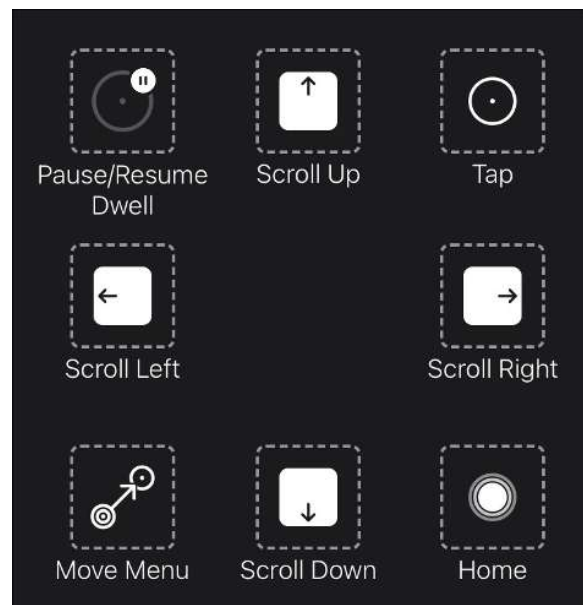 Pause/Resume
Dwell
Scroll Up
Tap
Scroll Left
Scroll Right
Move Menu
Scroll Down
Home